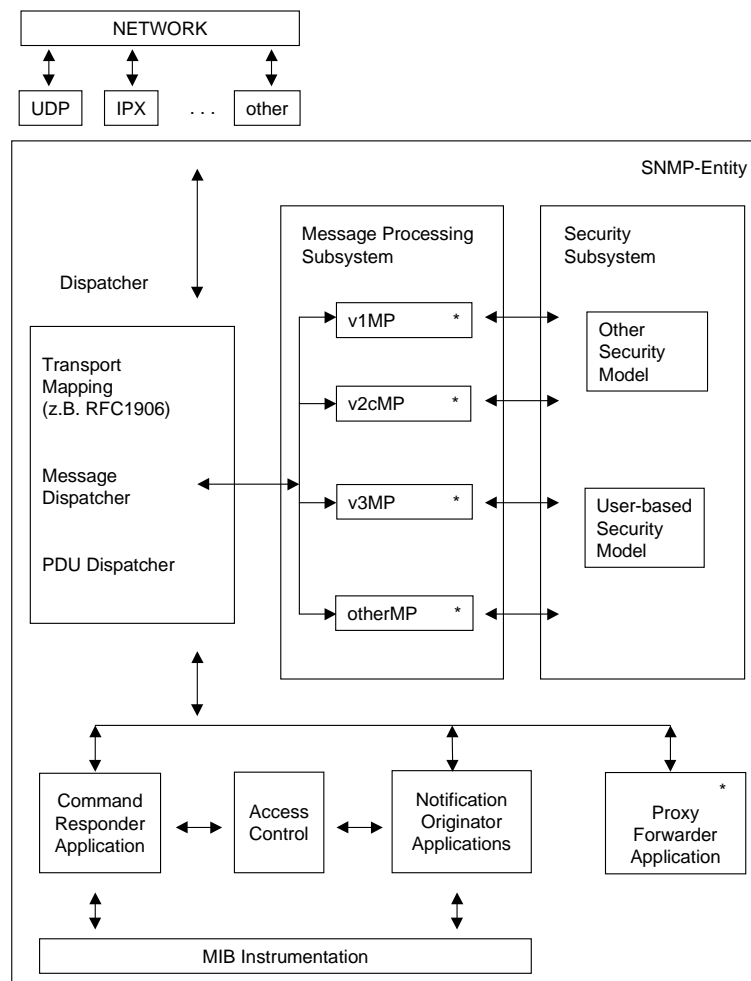 NETWORK
UDP
IPX
. . .
other
SNMP-Entity
Dispatcher
Transport
Mapping
(z.B. RFC1906)
Message
Dispatcher
PDU Dispatcher
Message Processing
Subsystem
v1MP *
v2cMP *
v3MP *
otherMP *
Security
Subsystem
Other
Security
Model
User-based
Security
Model
Command
Responder
Application
Access
Control
Notification
Originator
Applications
*
Proxy
Forwarder
Application
MIB Instrumentation